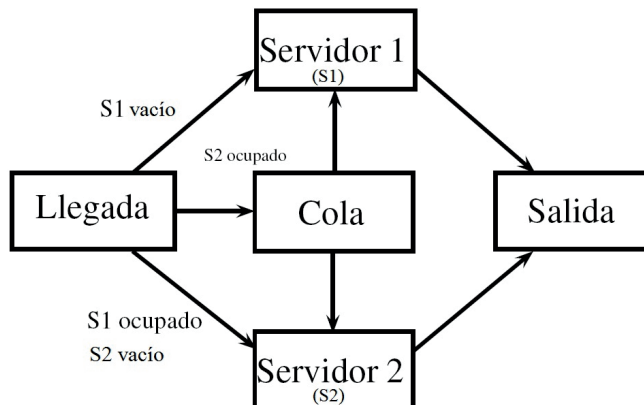 Servidor 1
(S1)
S1 vacío
S2 ocupado
Llegada
Cola
Salida
S1 ocupado
S2 vacío
Servidor 2
(S2)